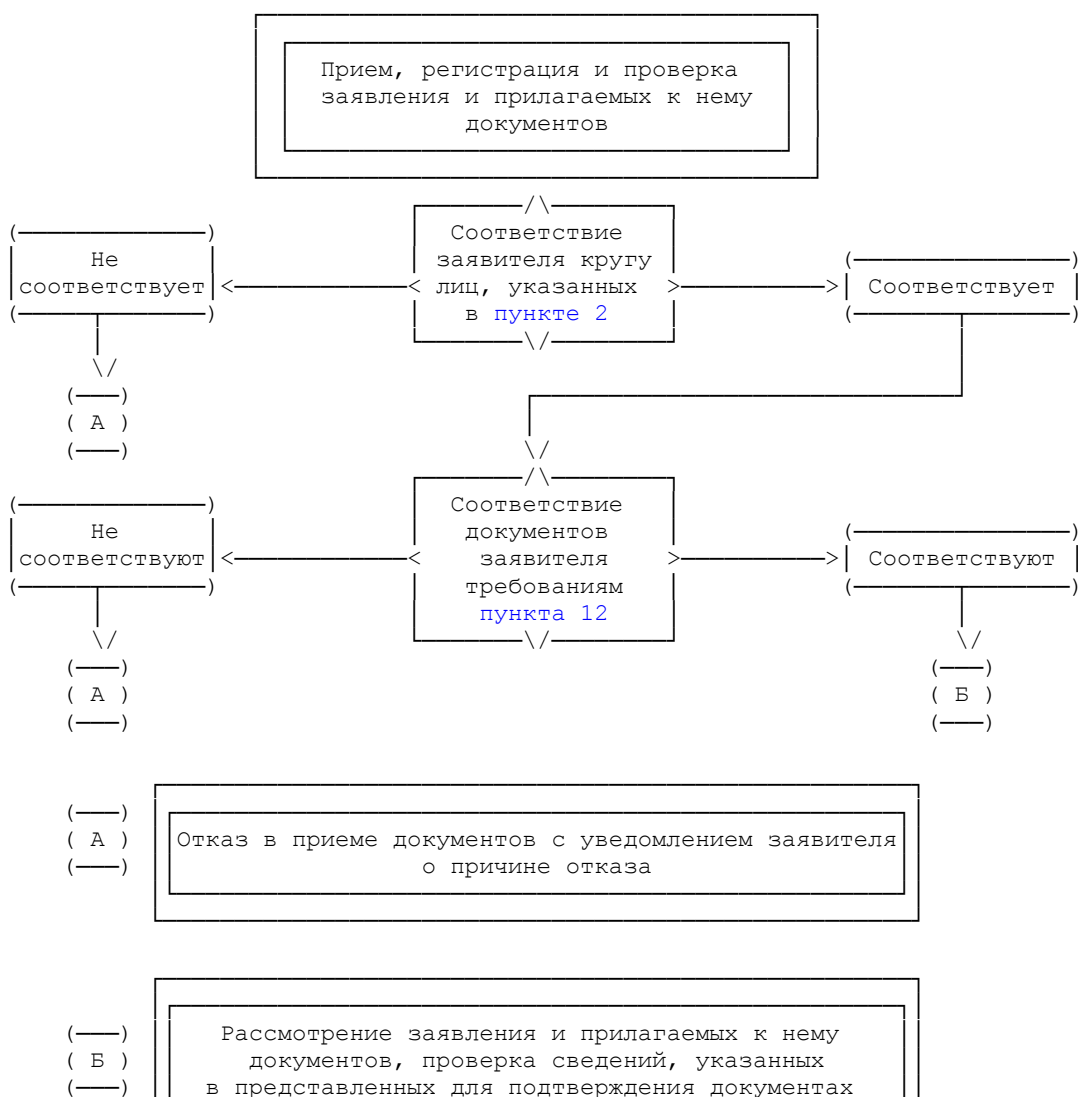 Прием, регистрация и проверка
заявления и прилагаемых к нему
документов
Соответствие
заявителя кругу
лиц, указанных
в пункте 2
Не
соответствует
Соответствует
( А )
Соответствие
документов
заявителя
требованиям
пункта 12
Не
соответствуют
Соответствуют
( А )
( Б )
( А )
Отказ в приеме документов с уведомлением заявителя
о причине отказа
( Б )
Рассмотрение заявления и прилагаемых к нему
документов, проверка сведений, указанных
в представленных для подтверждения документах